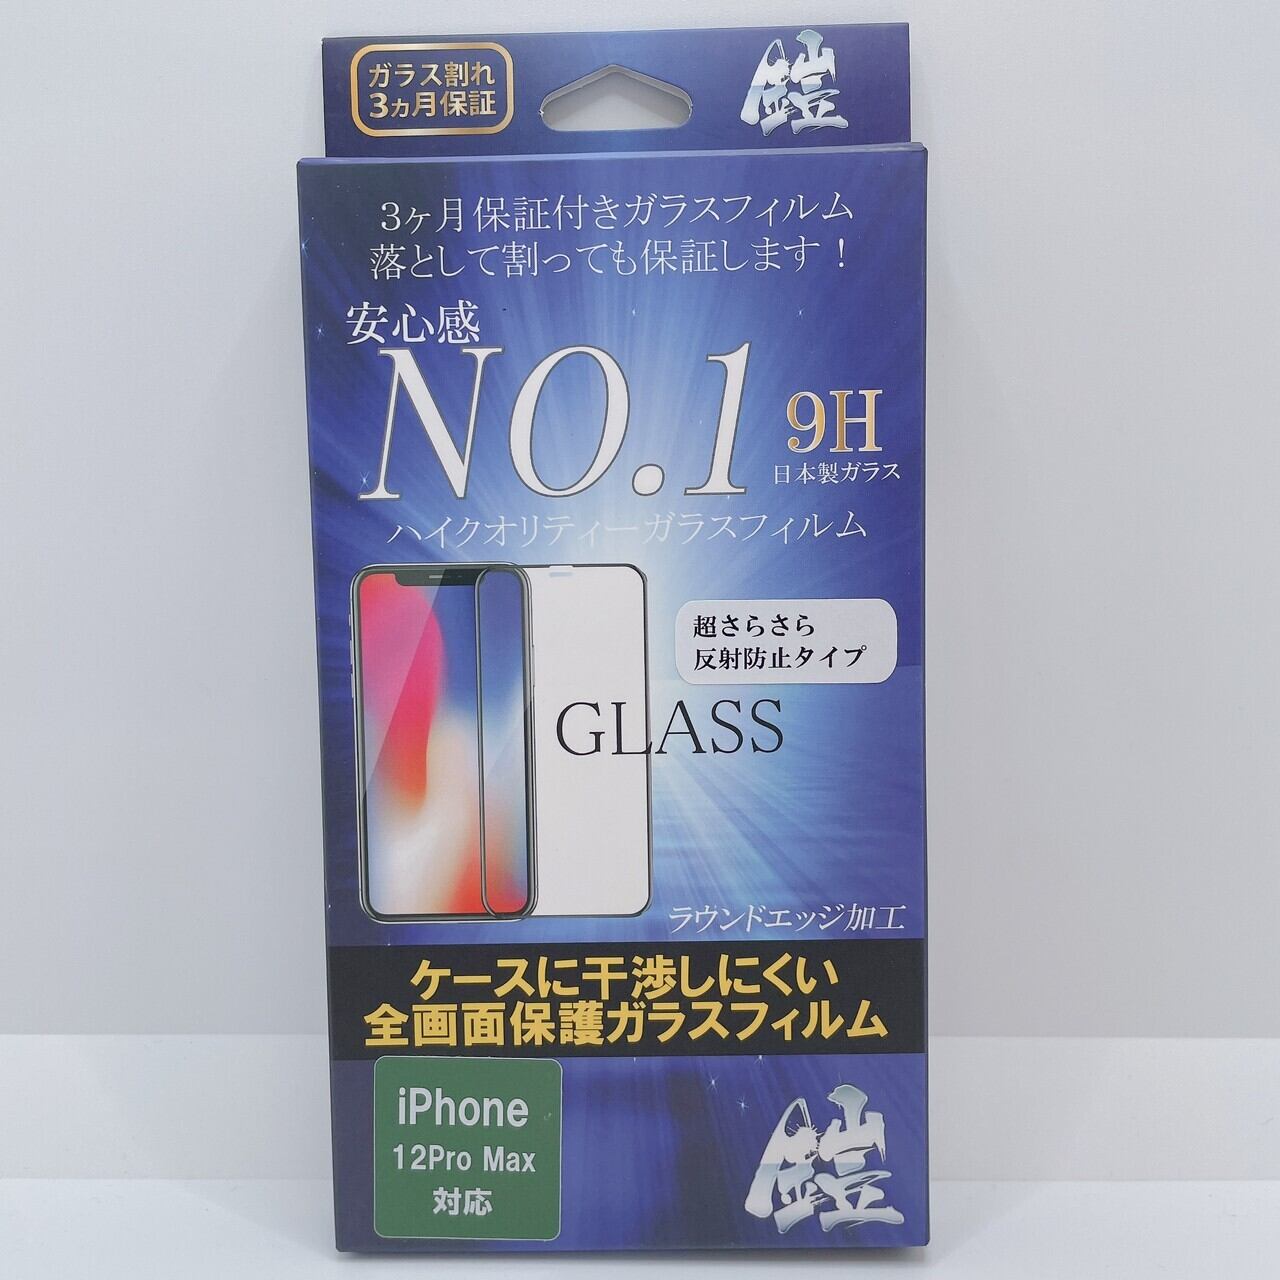 ガラス割れ
3ヵ月保証
鎧
3ヶ月保証付きガラスフィルム
落として割っても保証します！
安心感
NO.1
9H
日本製ガラス
ハイクオリティーガラスフィルム
超さらさら
反射防止タイプ
GLASS
ラウンドエッジ加工
ケースに干渉しにくい
全画面保護ガラスフィルム
iPhone
12Pro Max
対応
鎧